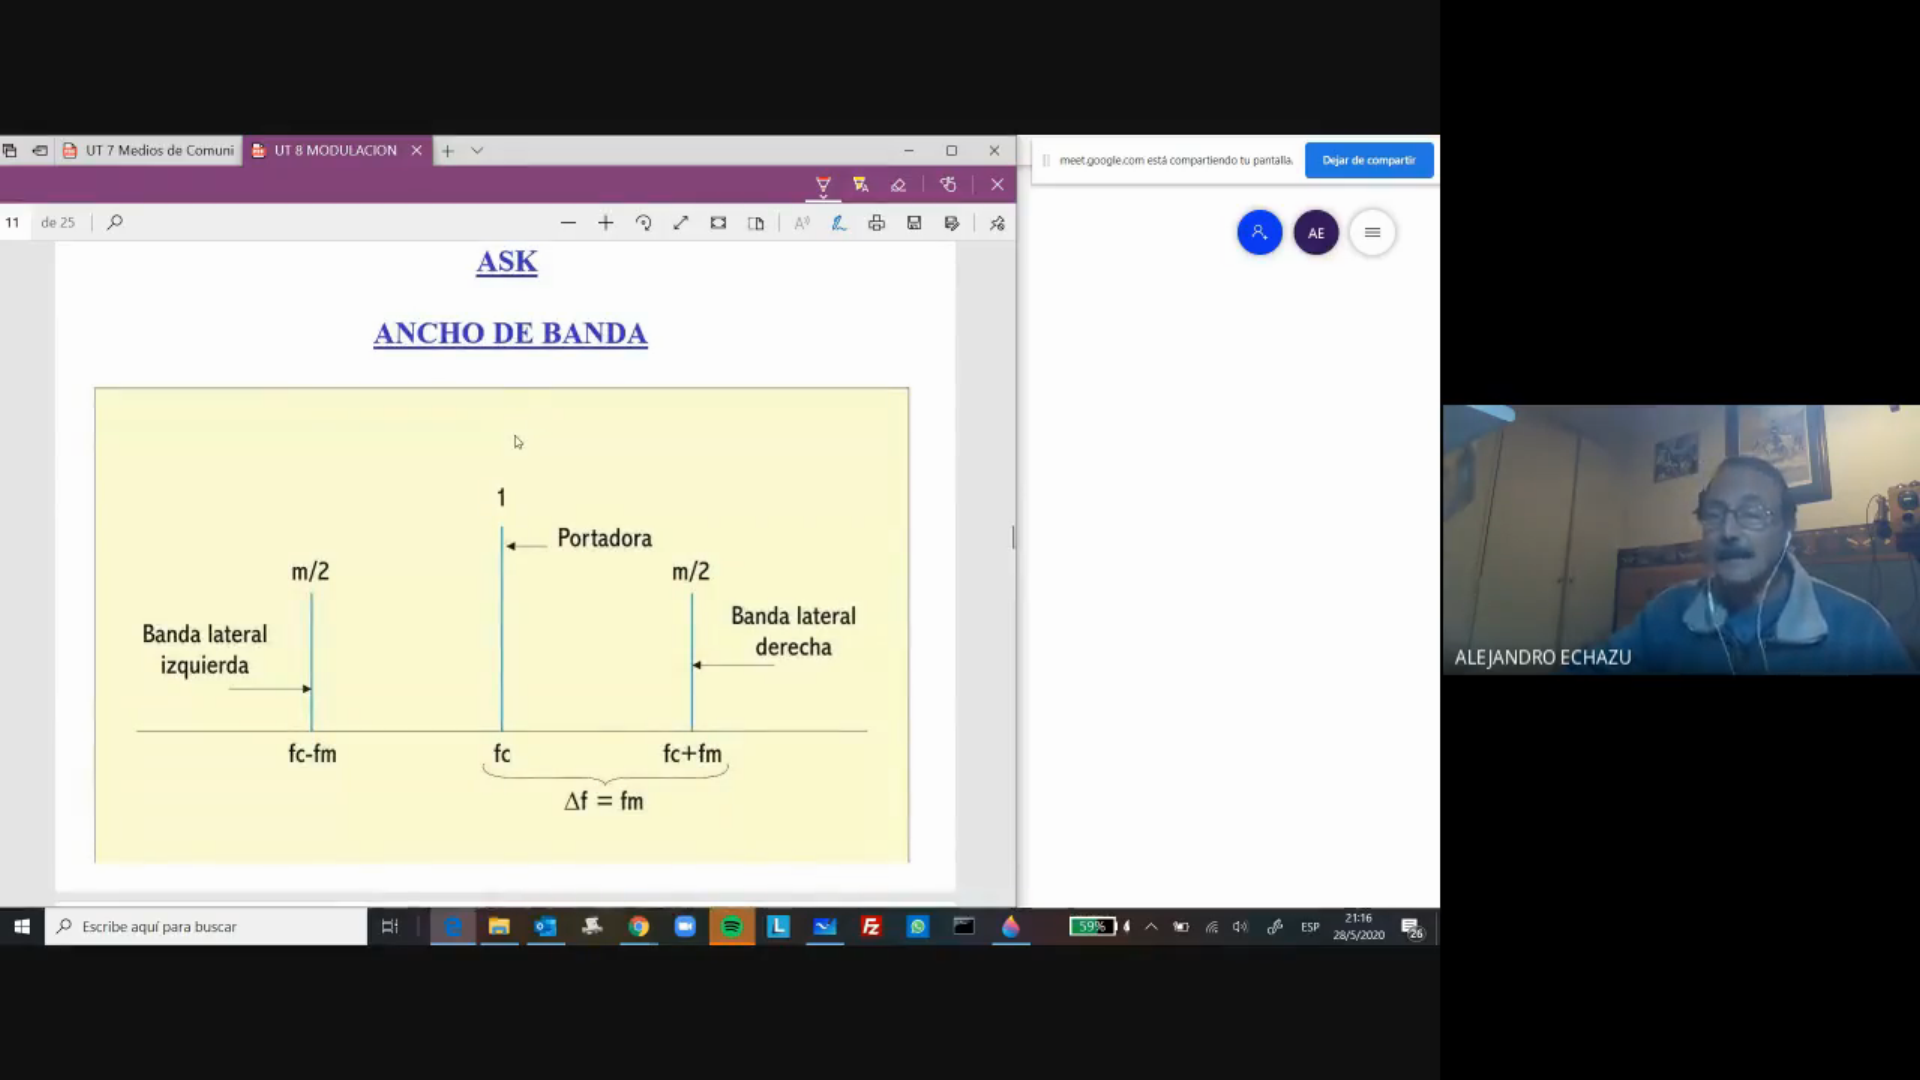 UT 7 Medios de Comuni
UT 8 MODULACION
meet.google.com está compartiendo tu pantalla.
Dejar de compartir
11 de 25
AE
ASK
ANCHO DE BANDA
1
Portadora
m/2
m/2
Banda lateral
izquierda
Banda lateral
derecha
fc-fm
fc
fc+fm
Δf = fm
ALEJANDRO ECHAZU
Escribe aquí para buscar
L
Fz
59%
ESP
21:16
28/5/2020
26